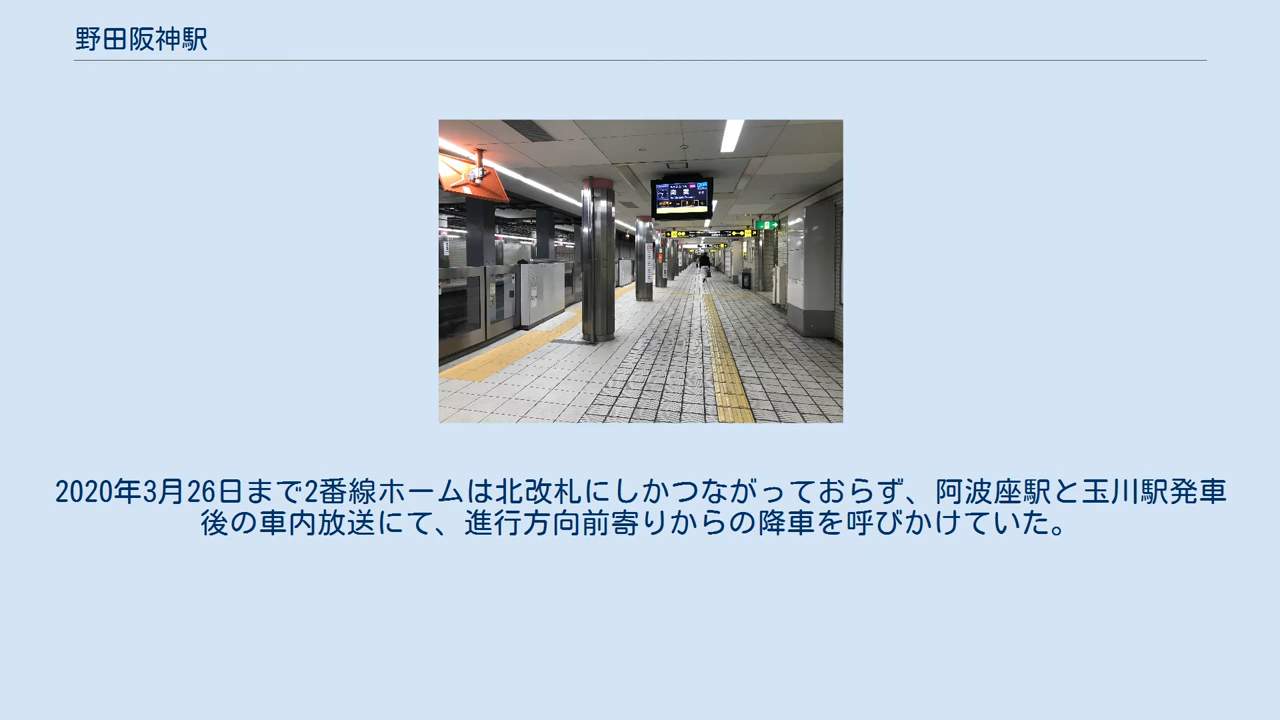 野田阪神駅
2020年3月26日まで2番線ホームは北改札にしかつながっておらず、阿波座駅と玉川駅発車
後の車内放送にて、進行方向前寄りからの降車を呼びかけていた。